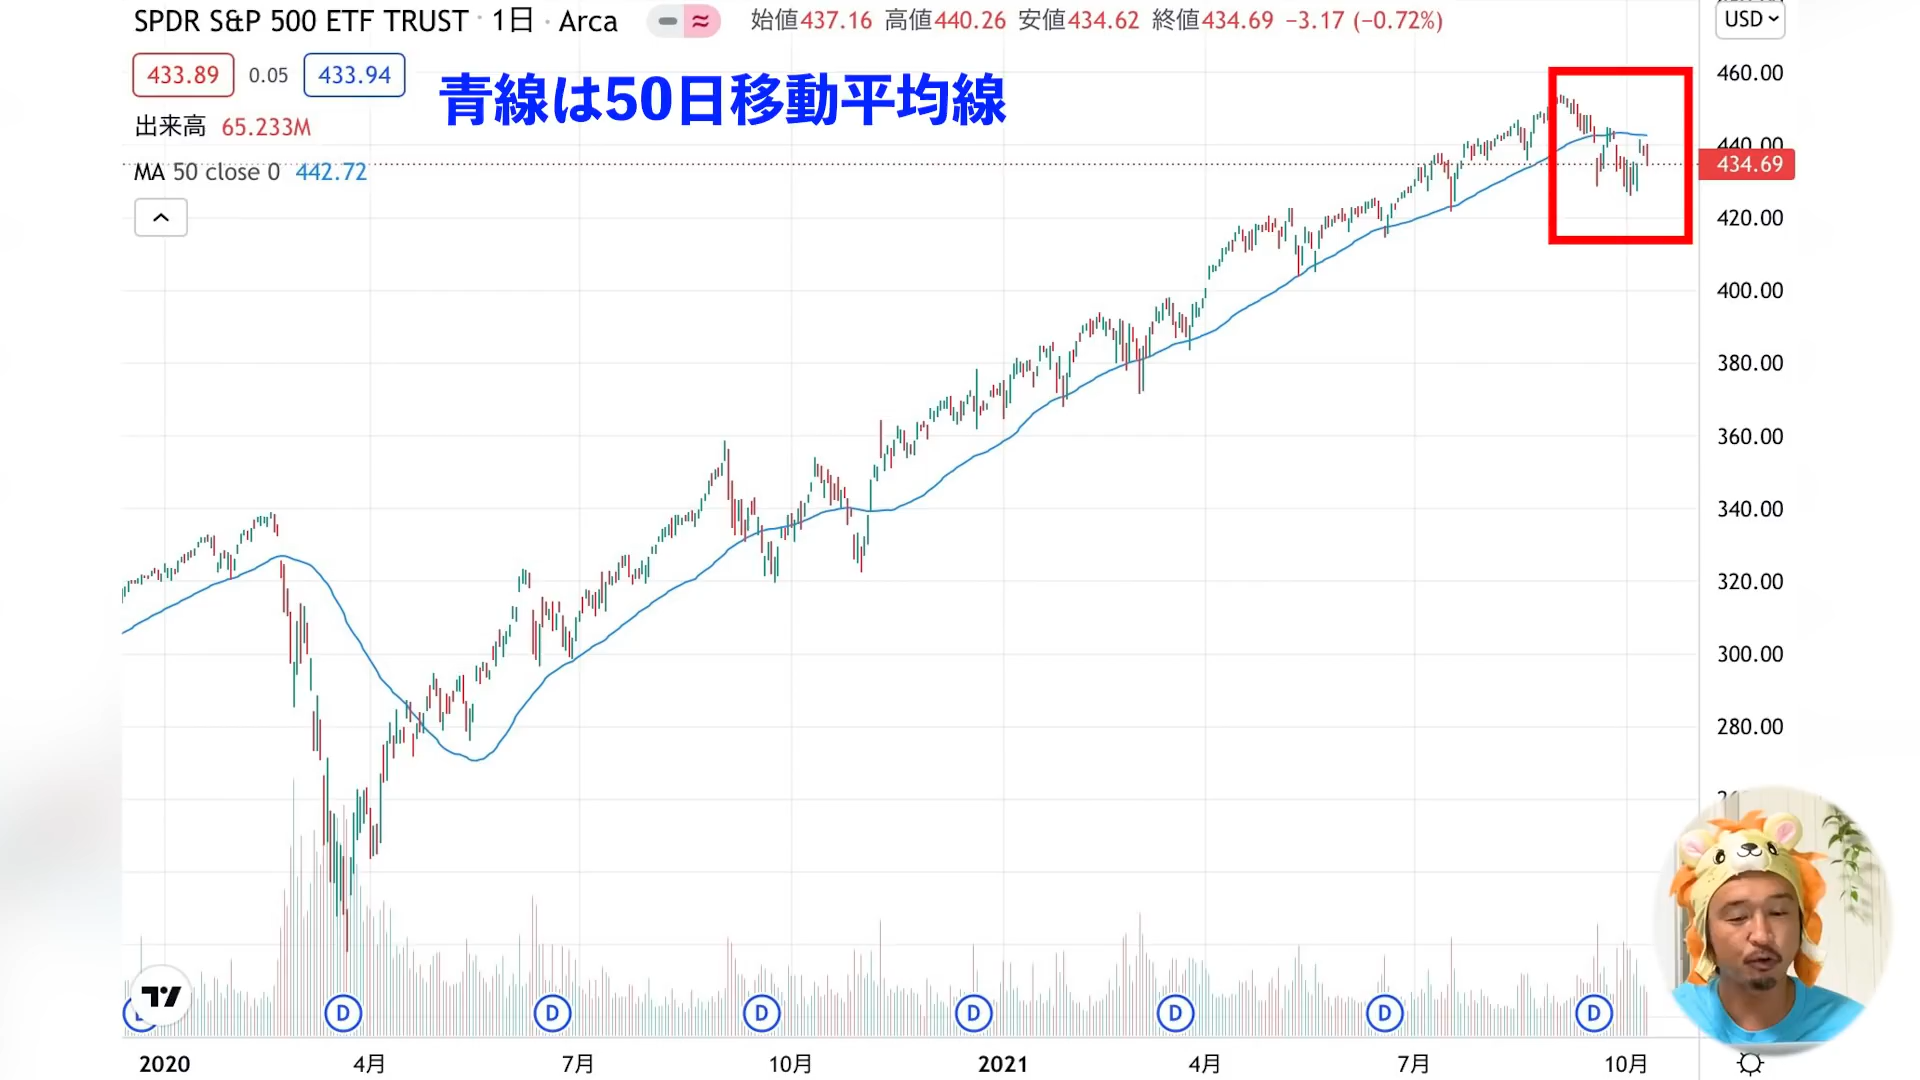 SPDR S&P 500 ETF TRUST · 1日 · Arca 始値437.16 高値440.26 安値434.62 終値434.69 −3.17 (−0.72%)
USD
433.89 0.05 433.94
青線は50日移動平均線
出来高 65.233M
MA 50 close 0 442.72
460.00
440.00
434.69
420.00
400.00
380.00
360.00
340.00
320.00
300.00
280.00
D D D D D D D
2020 4月 7月 10月 2021 4月 7月 10月